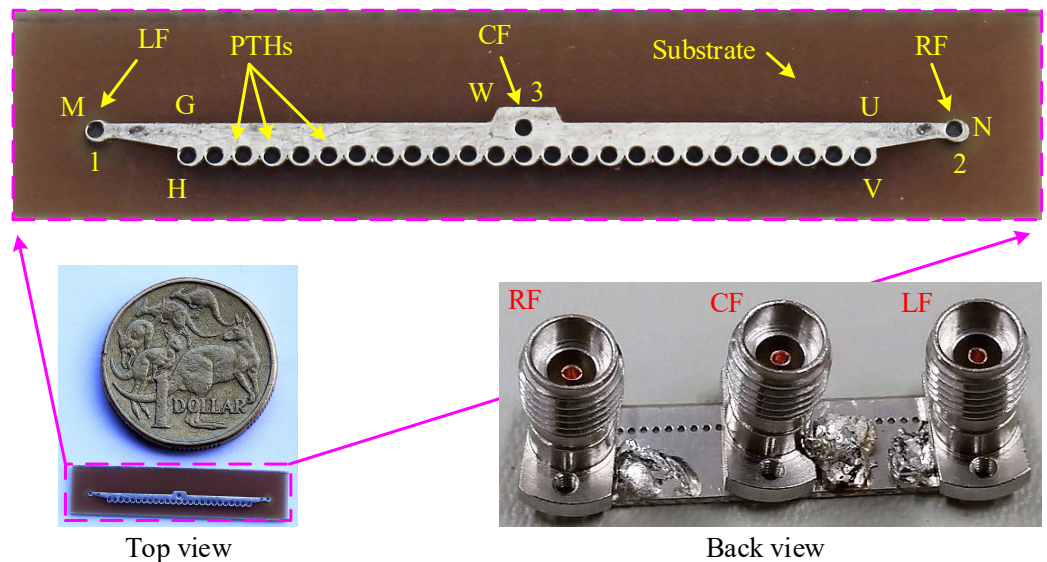 LF
PTHs
CF
Substrate
RF
M
G
W
3
U
N
1
H
V
2
RF
CF
LF
1
DOLLAR
Top view
Back view